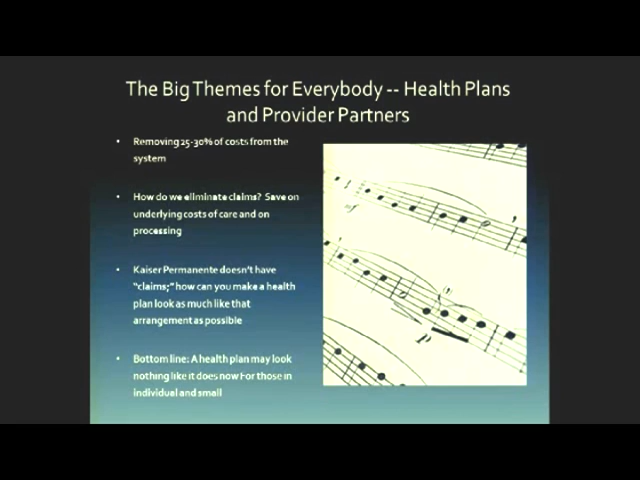 The Big Themes for Everybody -- Health Plans
and Provider Partners
• Removing 25-30% of costs from the
system
• How do we eliminate claims? Save on
underlying costs of care and on
processing
• Kaiser Permanente doesn't have
"claims;" how can you make a health
plan look as much like that
arrangement as possible
• Bottom line: A health plan may look
nothing like it does now For those in
individual and small